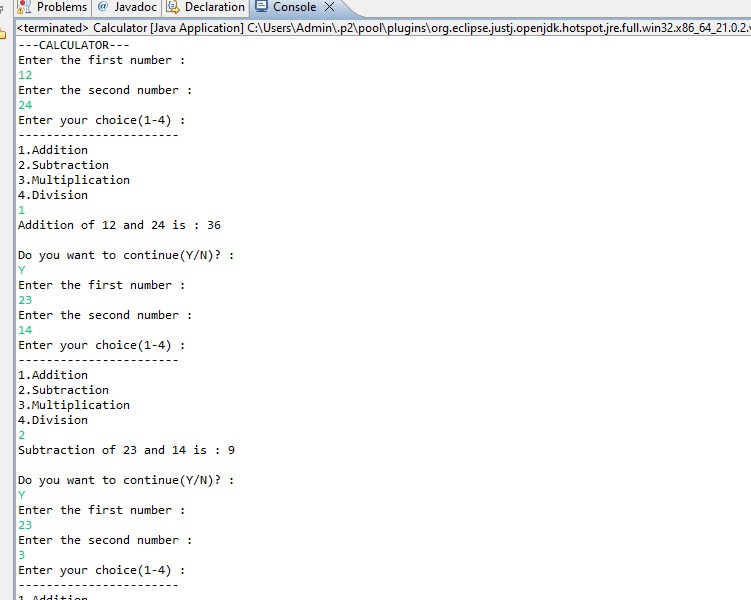 Problems @ Javadoc Declaration Console
<terminated> Calculator [Java Application] C:\Users\Admin\.p2\pool\plugins\org.eclipse.justj.openjdk.hotspot.jre.full.win32.x86_64_21.0.2.v
---CALCULATOR---
Enter the first number :
12
Enter the second number :
24
Enter your choice(1-4) :
-----------------------
1.Addition
2.Subtraction
3.Multiplication
4.Division
1
Addition of 12 and 24 is : 36
Do you want to continue(Y/N)? :
Y
Enter the first number :
23
Enter the second number :
14
Enter your choice(1-4) :
-----------------------
1.Addition
2.Subtraction
3.Multiplication
4.Division
2
Subtraction of 23 and 14 is : 9
Do you want to continue(Y/N)? :
Y
Enter the first number :
23
Enter the second number :
3
Enter your choice(1-4) :
-----------------------
1.Addition